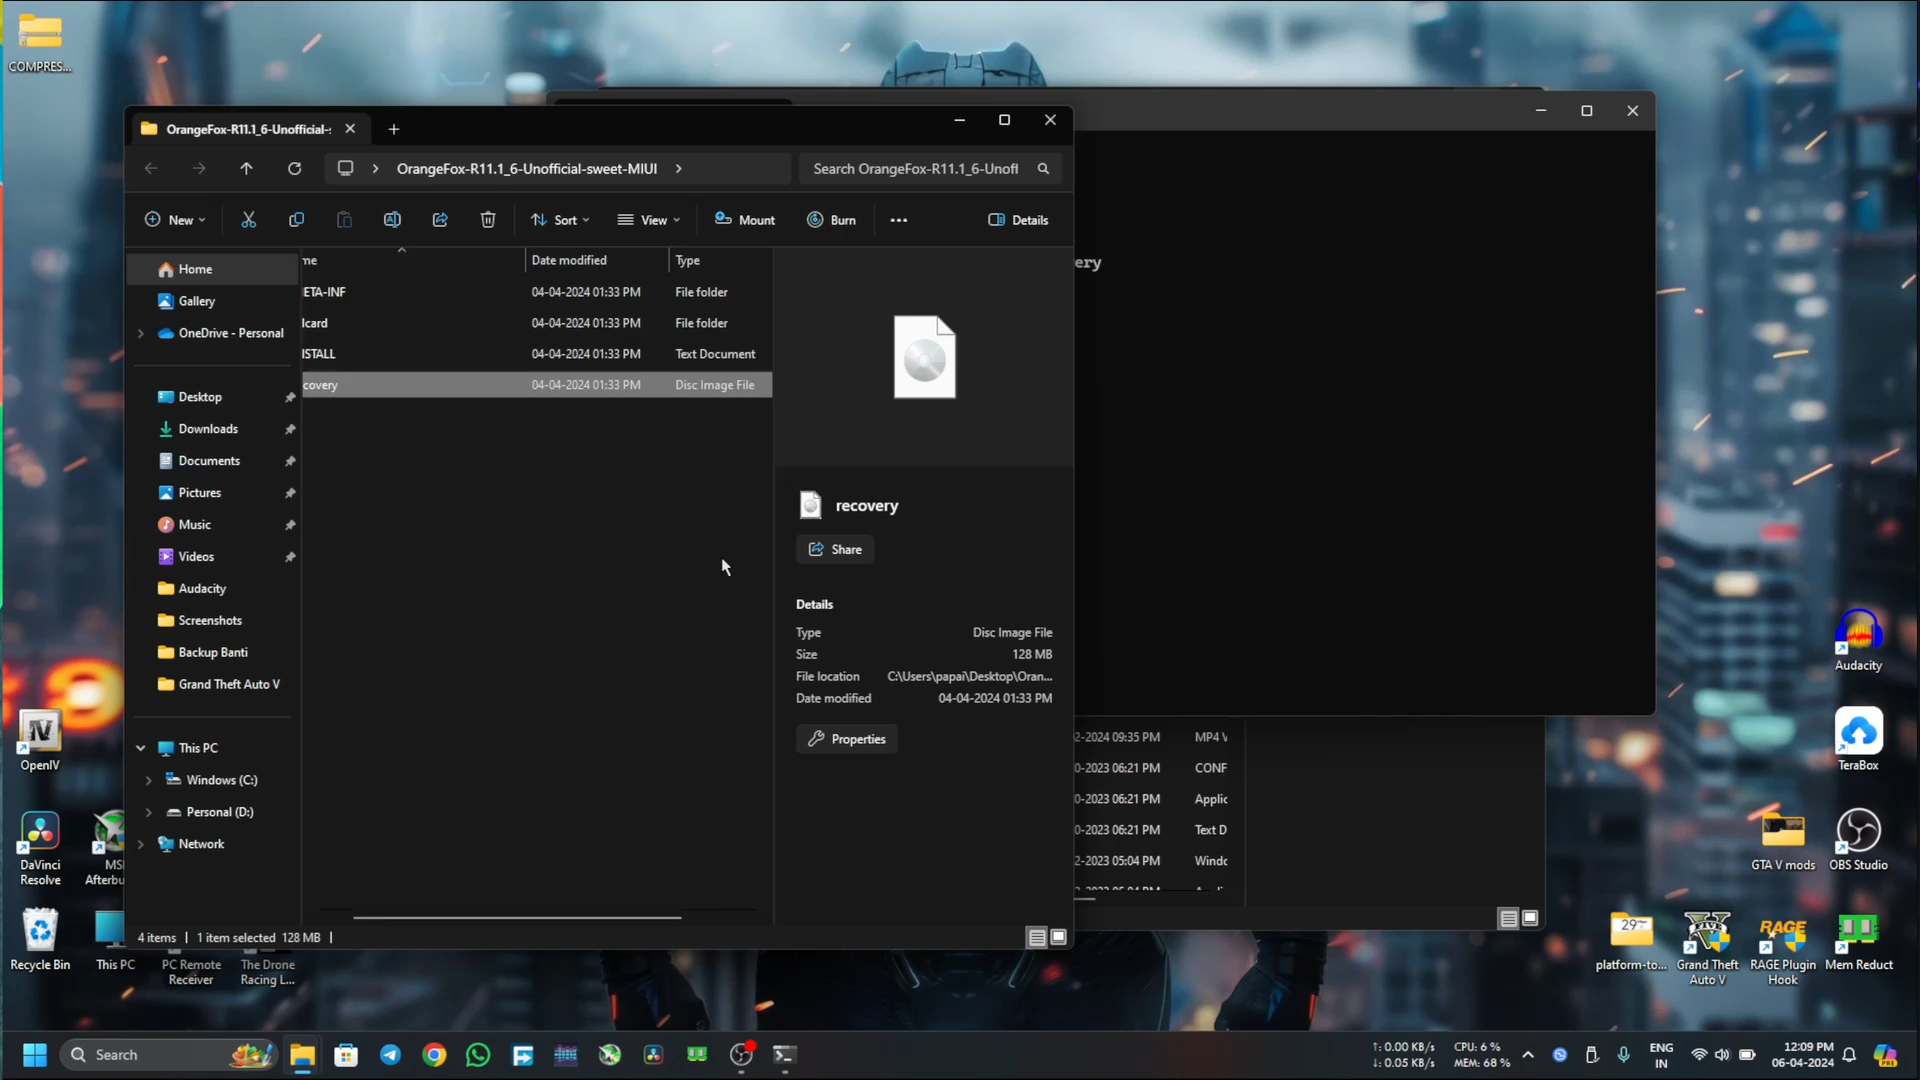 COMPRES...
OrangeFox-R11.1_6-Unofficial-s
OrangeFox-R11.1_6-Unofficial-sweet-MIUI
Search OrangeFox-R11.1_6-Unofl
New
Sort
View
Mount
Burn
Details
Home
Gallery
OneDrive - Personal
Desktop
Downloads
Documents
Pictures
Music
Videos
Audacity
Screenshots
Backup Banti
Grand Theft Auto V
This PC
Windows (C:)
Personal (D:)
Network
me
Date modified
Type
ETA-INF
04-04-2024 01:33 PM
File folder
lcard
04-04-2024 01:33 PM
File folder
ISTALL
04-04-2024 01:33 PM
Text Document
covery
04-04-2024 01:33 PM
Disc Image File
recovery
Share
Details
Type
Disc Image File
Size
128 MB
File location
C:\Users\papai\Desktop\Oran...
Date modified
04-04-2024 01:33 PM
Properties
4 items
1 item selected 128 MB
ery
2-2024 09:35 PM
MP4 V
0-2023 06:21 PM
CONF
0-2023 06:21 PM
Applic
0-2023 06:21 PM
Text D
2-2023 05:04 PM
Windo
OpenIV
DaVinci
Resolve
MSI
Afterbu
Recycle Bin
This PC
PC Remote
Receiver
The Drone
Racing L...
Audacity
TeraBox
GTA V mods
OBS Studio
platform-to...
Grand Theft
Auto V
RAGE
RAGE Plugin
Hook
Mem Reduct
Search
↑: 0.00 KB/s
↓: 0.05 KB/s
CPU: 6 %
MEM: 68 %
ENG
IN
12:09 PM
06-04-2024
PRE